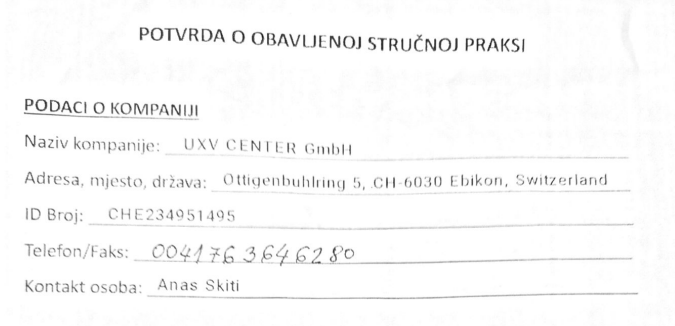 POTVRDA O OBAVLJENOJ STRUČNOJ PRAKSI
PODACI O KOMPANIJI
Naziv kompanije: UXV CENTER GmbH
Adresa, mjesto, država: Ottigenbuhlring 5, CH-6030 Ebikon, Switzerland
ID Broj: CHE234951495
Telefon/Faks: 0041763646280
Kontakt osoba: Anas Skiti